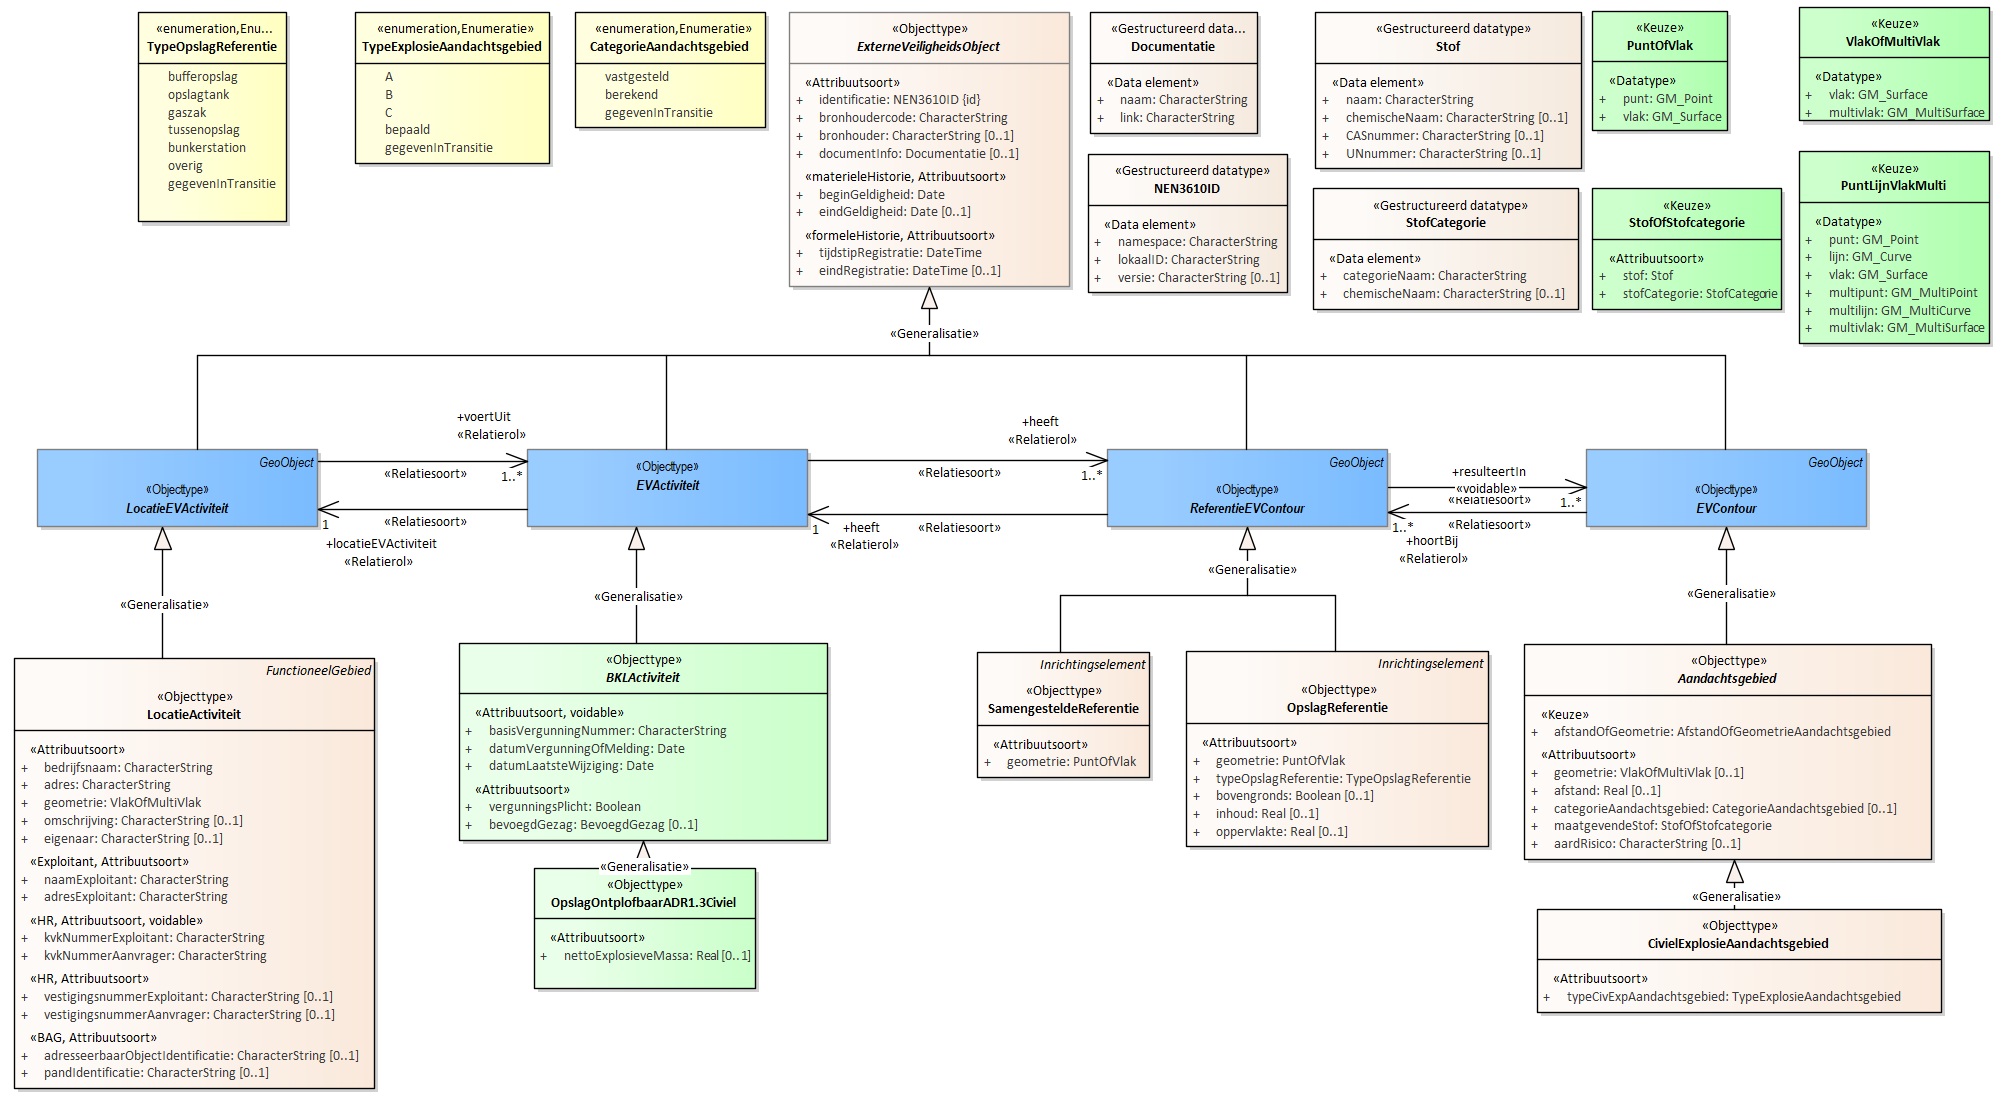 «enumeration,Enu...
TypeOpslagReferentie
bufferopslag
opslagtank
gaszak
tussenopslag
bunkerstation
overig
gegevenInTransitie
«enumeration,Enumeratie»
TypeExplosieAandachtsgebied
A
B
C
bepaald
gegevenInTransitie
«enumeration,Enumeratie»
CategorieAandachtsgebied
vastgesteld
berekend
gegevenInTransitie
«Objecttype»
ExterneVeiligheidsObject
«Attribuutsoort»
+ identificatie: NEN3610ID {id}
+ bronhoudercode: CharacterString
+ bronhouder: CharacterString [0..1]
+ documentInfo: Documentatie [0..1]
«materieleHistorie, Attribuutsoort»
+ beginGeldigheid: Date
+ eindGeldigheid: Date [0..1]
«formeleHistorie, Attribuutsoort»
+ tijdstipRegistratie: DateTime
+ eindRegistratie: DateTime [0..1]
«Gestructureerd data...
Documentatie
«Data element»
+ naam: CharacterString
+ link: CharacterString
«Gestructureerd datatype»
NEN3610ID
«Data element»
+ namespace: CharacterString
+ lokaalID: CharacterString
+ versie: CharacterString [0..1]
«Gestructureerd datatype»
Stof
«Data element»
+ naam: CharacterString
+ chemischeNaam: CharacterString [0..1]
+ CASnummer: CharacterString [0..1]
+ UNnummer: CharacterString [0..1]
«Gestructureerd datatype»
StofCategorie
«Data element»
+ categorieNaam: CharacterString
+ chemischeNaam: CharacterString [0..1]
«Keuze»
PuntOfVlak
«Datatype»
+ punt: GM_Point
+ vlak: GM_Surface
«Keuze»
StofOfStofcategorie
«Attribuutsoort»
+ stof: Stof
+ stofCategorie: StofCategorie
«Keuze»
VlakOfMultiVlak
«Datatype»
+ vlak: GM_Surface
+ multivlak: GM_MultiSurface
«Keuze»
PuntLijnVlakMulti
«Datatype»
+ punt: GM_Point
+ lijn: GM_Curve
+ vlak: GM_Surface
+ multipunt: GM_MultiPoint
+ multilijn: GM_MultiCurve
+ multivlak: GM_MultiSurface
«Generalisatie»
GeoObject
«Objecttype»
LocatieEVActiviteit
+voertUit
«Relatierol»
«Relatiesoort»
1..*
«Relatiesoort»
1
+locatieEVActiviteit
«Relatierol»
«Objecttype»
EVActiviteit
+heeft
«Relatierol»
«Relatiesoort»
1..*
«Relatiesoort»
1
+heeft
«Relatierol»
GeoObject
«Objecttype»
ReferentieEVContour
+resulteertIn
«voidable»
«Relatiesoort»
1..*
«Relatiesoort»
1..*
+hoortBij
«Relatierol»
GeoObject
«Objecttype»
EVContour
«Generalisatie»
«Generalisatie»
«Generalisatie»
«Generalisatie»
FunctioneelGebied
«Objecttype»
LocatieActiviteit
«Attribuutsoort»
+ bedrijfsnaam: CharacterString
+ adres: CharacterString
+ geometrie: VlakOfMultiVlak
+ omschrijving: CharacterString [0..1]
+ eigenaar: CharacterString [0..1]
«Exploitant, Attribuutsoort»
+ naamExploitant: CharacterString
+ adresExploitant: CharacterString
«HR, Attribuutsoort, voidable»
+ kvkNummerExploitant: CharacterString
+ kvkNummerAanvrager: CharacterString
«HR, Attribuutsoort»
+ vestigingsnummerExploitant: CharacterString [0..1]
+ vestigingsnummerAanvrager: CharacterString [0..1]
«BAG, Attribuutsoort»
+ adresseerbaarObjectIdentificatie: CharacterString [0..1]
+ pandIdentificatie: CharacterString [0..1]
«Objecttype»
BKLActiviteit
«Attribuutsoort, voidable»
+ basisVergunningNummer: CharacterString
+ datumVergunningOfMelding: Date
+ datumLaatsteWijziging: Date
«Attribuutsoort»
+ vergunningsPlicht: Boolean
+ bevoegdGezag: BevoegdGezag [0..1]
«Generalisatie»
«Objecttype»
OpslagOntplofbaarADR1.3Civiel
«Attribuutsoort»
+ nettoExplosieveMassa: Real [0..1]
Inrichtingselement
«Objecttype»
SamengesteldeReferentie
«Attribuutsoort»
+ geometrie: PuntOfVlak
Inrichtingselement
«Objecttype»
OpslagReferentie
«Attribuutsoort»
+ geometrie: PuntOfVlak
+ typeOpslagReferentie: TypeOpslagReferentie
+ bovengronds: Boolean [0..1]
+ inhoud: Real [0..1]
+ oppervlakte: Real [0..1]
«Objecttype»
Aandachtsgebied
«Keuze»
+ afstandOfGeometrie: AfstandOfGeometrieAandachtsgebied
«Attribuutsoort»
+ geometrie: VlakOfMultiVlak [0..1]
+ afstand: Real [0..1]
+ categorieAandachtsgebied: CategorieAandachtsgebied [0..1]
+ maatgevendeStof: StofOfStofcategorie
+ aardRisico: CharacterString [0..1]
«Generalisatie»
«Objecttype»
CivielExplosieAandachtsgebied
«Attribuutsoort»
+ typeCivExpAandachtsgebied: TypeExplosieAandachtsgebied